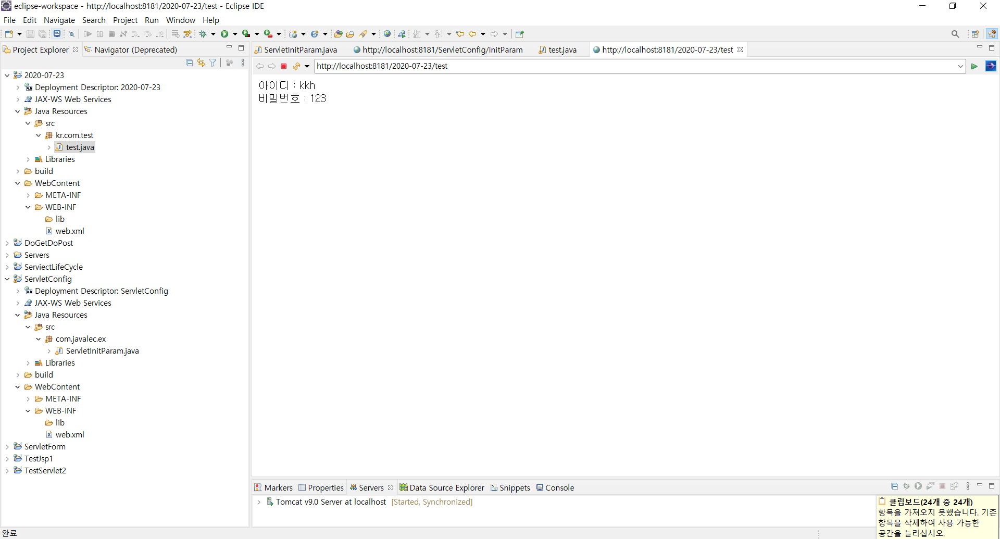 eclipse-workspace - http://localhost:8181/2020-07-23/test - Eclipse IDE
File Edit Navigate Search Project Run Window Help
Project Explorer Navigator (Deprecated)
ServletInitParam.java http://localhost:8181/ServletConfig/InitParam test.java http://localhost:8181/2020-07-23/test
http://localhost:8181/2020-07-23/test
아이디 : kkh
비밀번호 : 123
2020-07-23
Deployment Descriptor: 2020-07-23
JAX-WS Web Services
Java Resources
src
kr.com.test
test.java
Libraries
build
WebContent
META-INF
WEB-INF
lib
web.xml
DoGetDoPost
Servers
ServiectLifeCycle
ServletConfig
Deployment Descriptor: ServletConfig
JAX-WS Web Services
Java Resources
src
com.javalec.ex
ServletInitParam.java
Libraries
build
WebContent
META-INF
WEB-INF
lib
web.xml
ServletForm
TestJsp1
TestServlet2
Markers Properties Servers Data Source Explorer Snippets Console
Tomcat v9.0 Server at localhost [Started, Synchronized]
클립보드(24개 중 24개)
항목을 가져오지 못했습니다. 기존
항목을 삭제하여 사용 가능한
공간을 늘리십시오.
완료